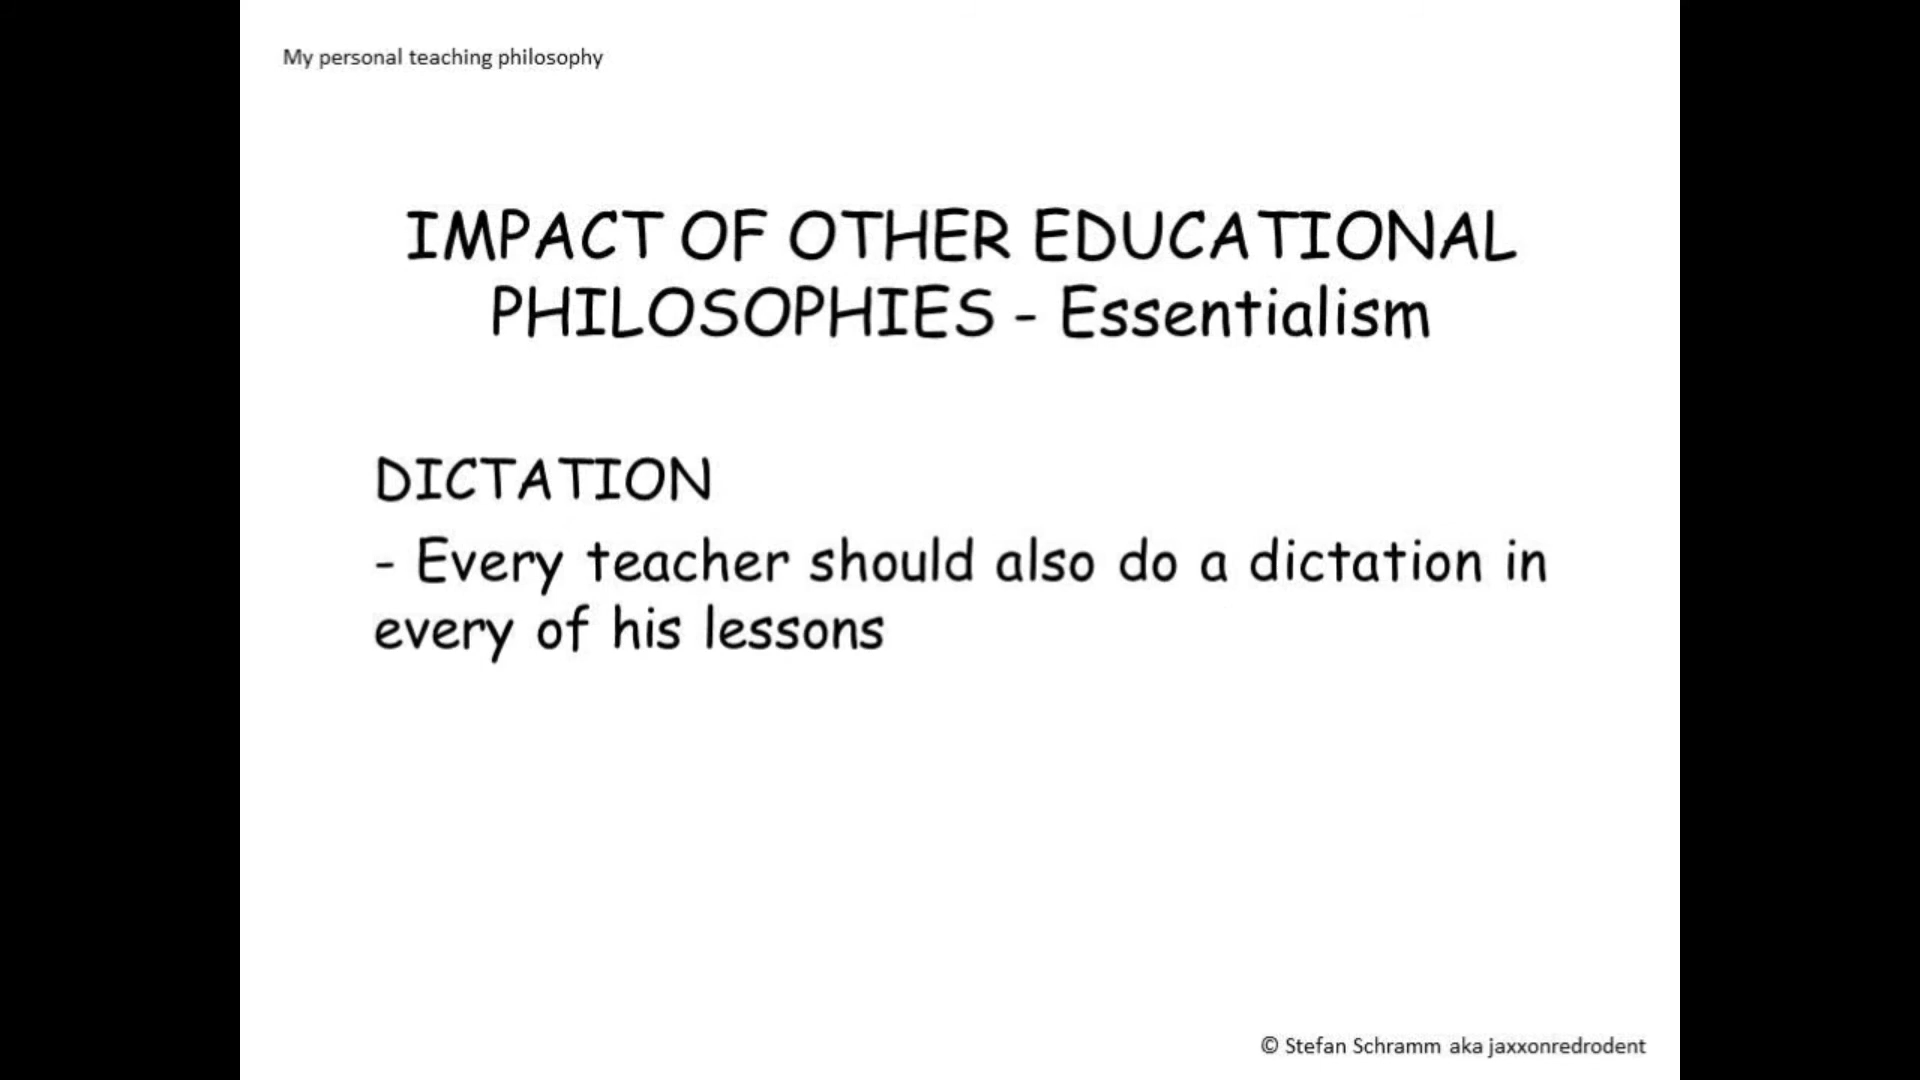 My personal teaching philosophy
IMPACT OF OTHER EDUCATIONAL
PHILOSOPHIES - Essentialism
DICTATION
- Every teacher should also do a dictation in
every of his lessons
© Stefan Schramm aka jaxxonredrodent